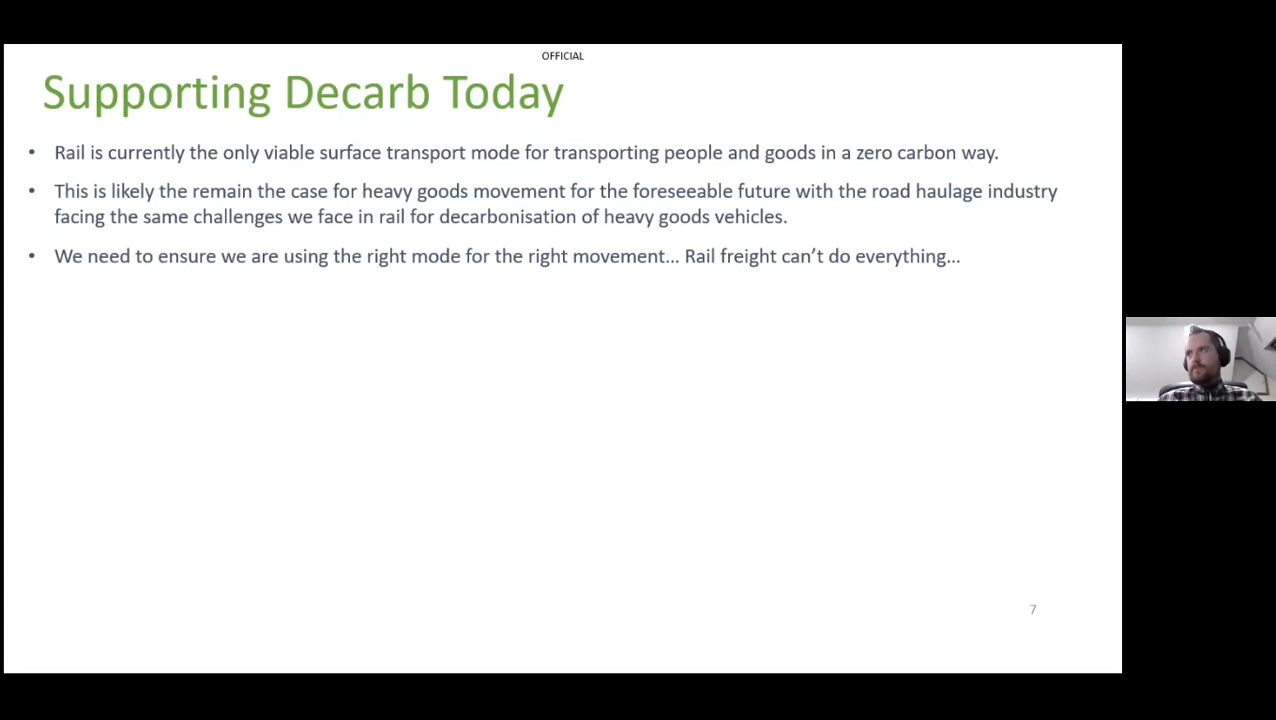 OFFICIAL
Supporting Decarb Today
• Rail is currently the only viable surface transport mode for transporting people and goods in a zero carbon way.
• This is likely the remain the case for heavy goods movement for the foreseeable future with the road haulage industry
facing the same challenges we face in rail for decarbonisation of heavy goods vehicles.
• We need to ensure we are using the right mode for the right movement... Rail freight can’t do everything...
7